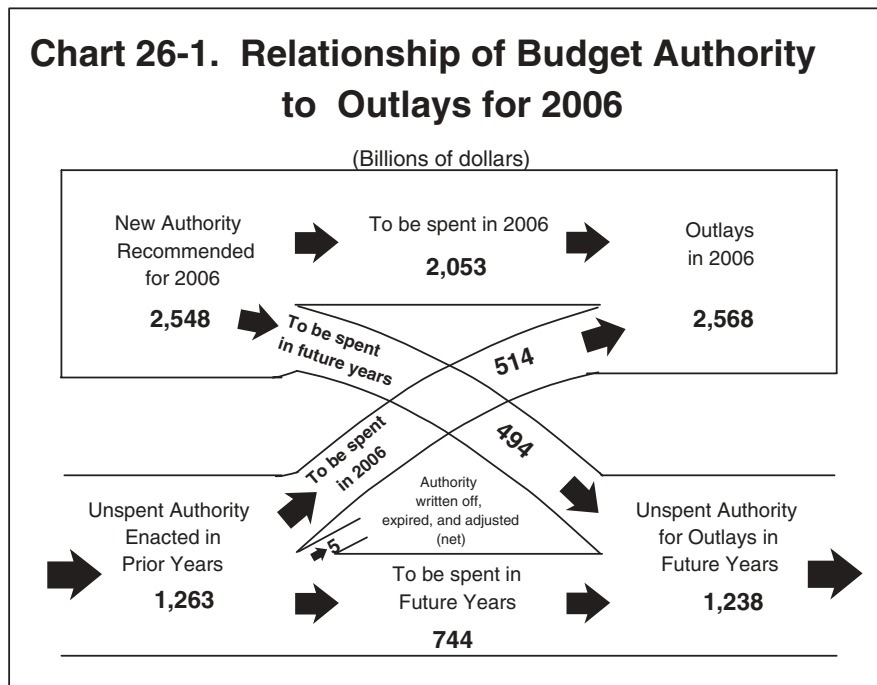 Chart 26-1. Relationship of Budget Authority
to Outlays for 2006
(Billions of dollars)
New Authority
Recommended
for 2006
2,548
To be spent in 2006
2,053
Outlays
in 2006
2,568
To be spent
in future years
514
To be spent
in 2006
494
Authority
written off,
expired, and adjusted
(net)
5
Unspent Authority
Enacted in
Prior Years
1,263
To be spent in
Future Years
744
Unspent Authority
for Outlays in
Future Years
1,238